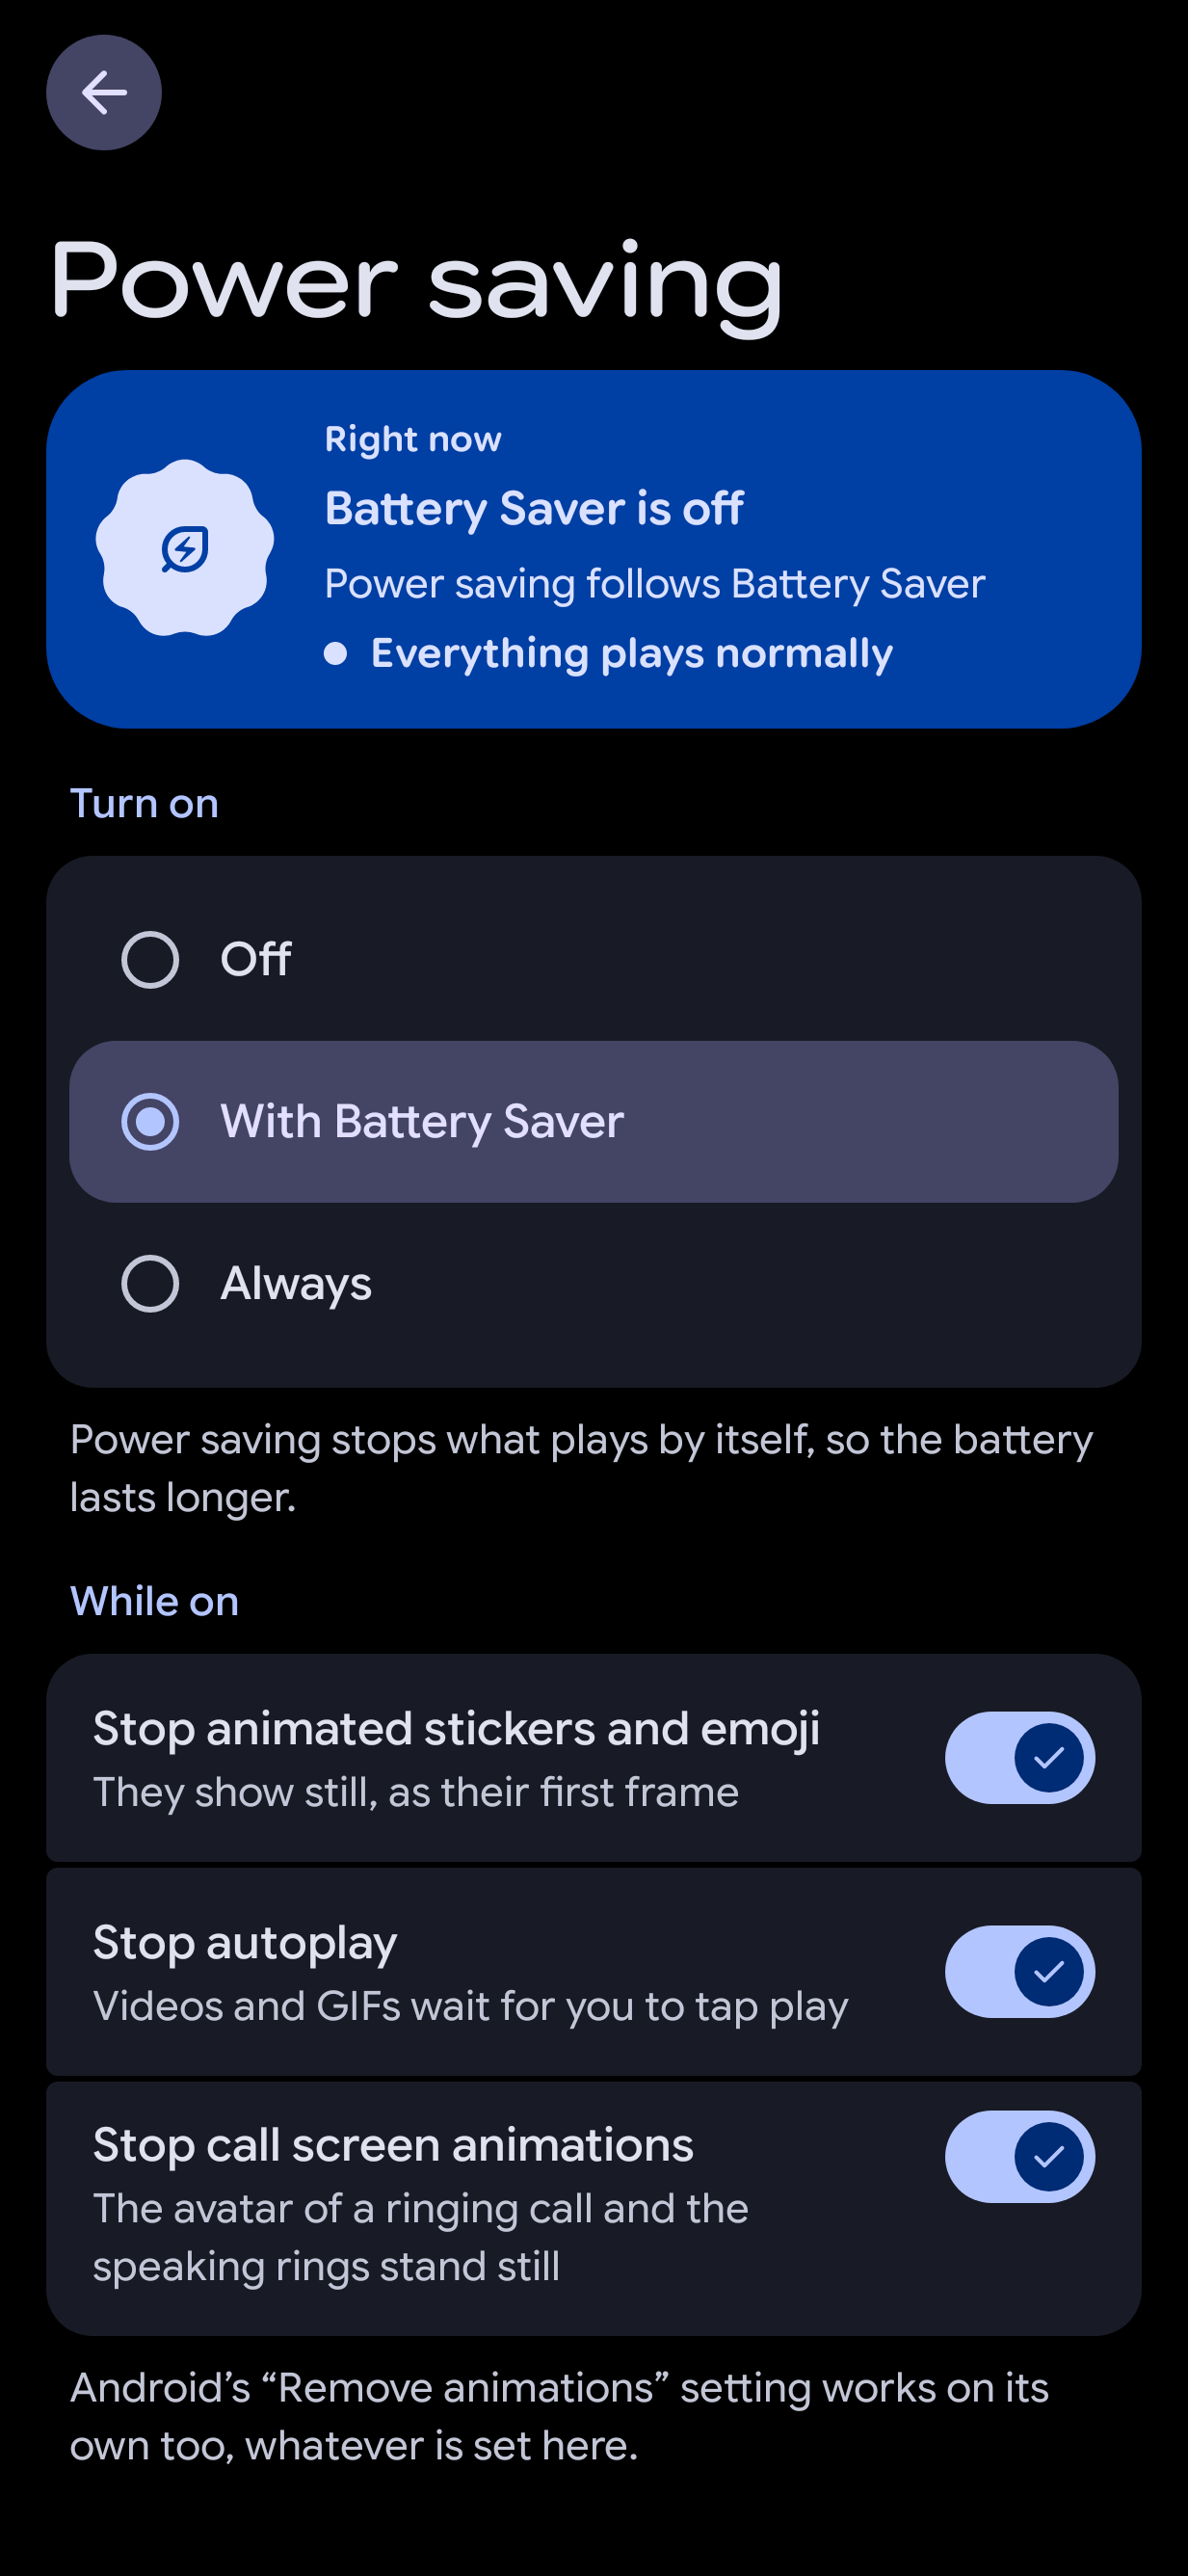 Power saving
Right now
Battery Saver is off
Power saving follows Battery Saver
Everything plays normally
Turn on
Off
With Battery Saver
Always
Power saving stops what plays by itself, so the battery
lasts longer.
While on
Stop animated stickers and emoji
They show still, as their first frame
Stop autoplay
Videos and GIFs wait for you to tap play
Stop call screen animations
The avatar of a ringing call and the
speaking rings stand still
Android’s “Remove animations” setting works on its
own too, whatever is set here.